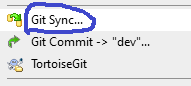 Git Sync...
Git Commit -> "dev"...
TortoiseGit